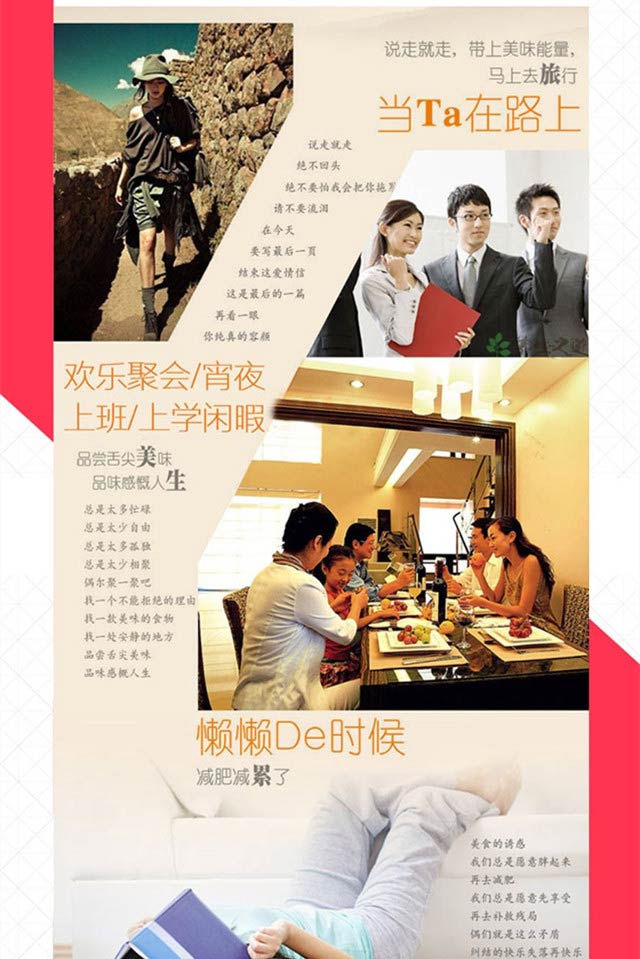 说走就走，带上美味能量，
马上去旅行
当Ta在路上
说走就走
绝不回头
绝不要怕我会把你拖累
请不要流泪
在今天
要写最后一页
结束这爱情信
这是最后的一篇
再看一眼
你纯真的容颜
欢乐聚会/宵夜
上班/上学闲暇
品尝舌尖美味
品味感慨人生
总是太多忙碌
总是太少自由
总是太多孤独
总是太少相聚
偶尔聚一聚吧
找一个不能拒绝的理由
找一款美味的食物
找一处安静的地方
品尝舌尖美味
品味感慨人生
懒懒De时候
减肥减累了
美食的诱惑
我们总是愿意胖起来
再去减肥
我们总是愿意先享受
再去补救残局
俩们就是这么矛盾
纠结的快乐失落再快乐